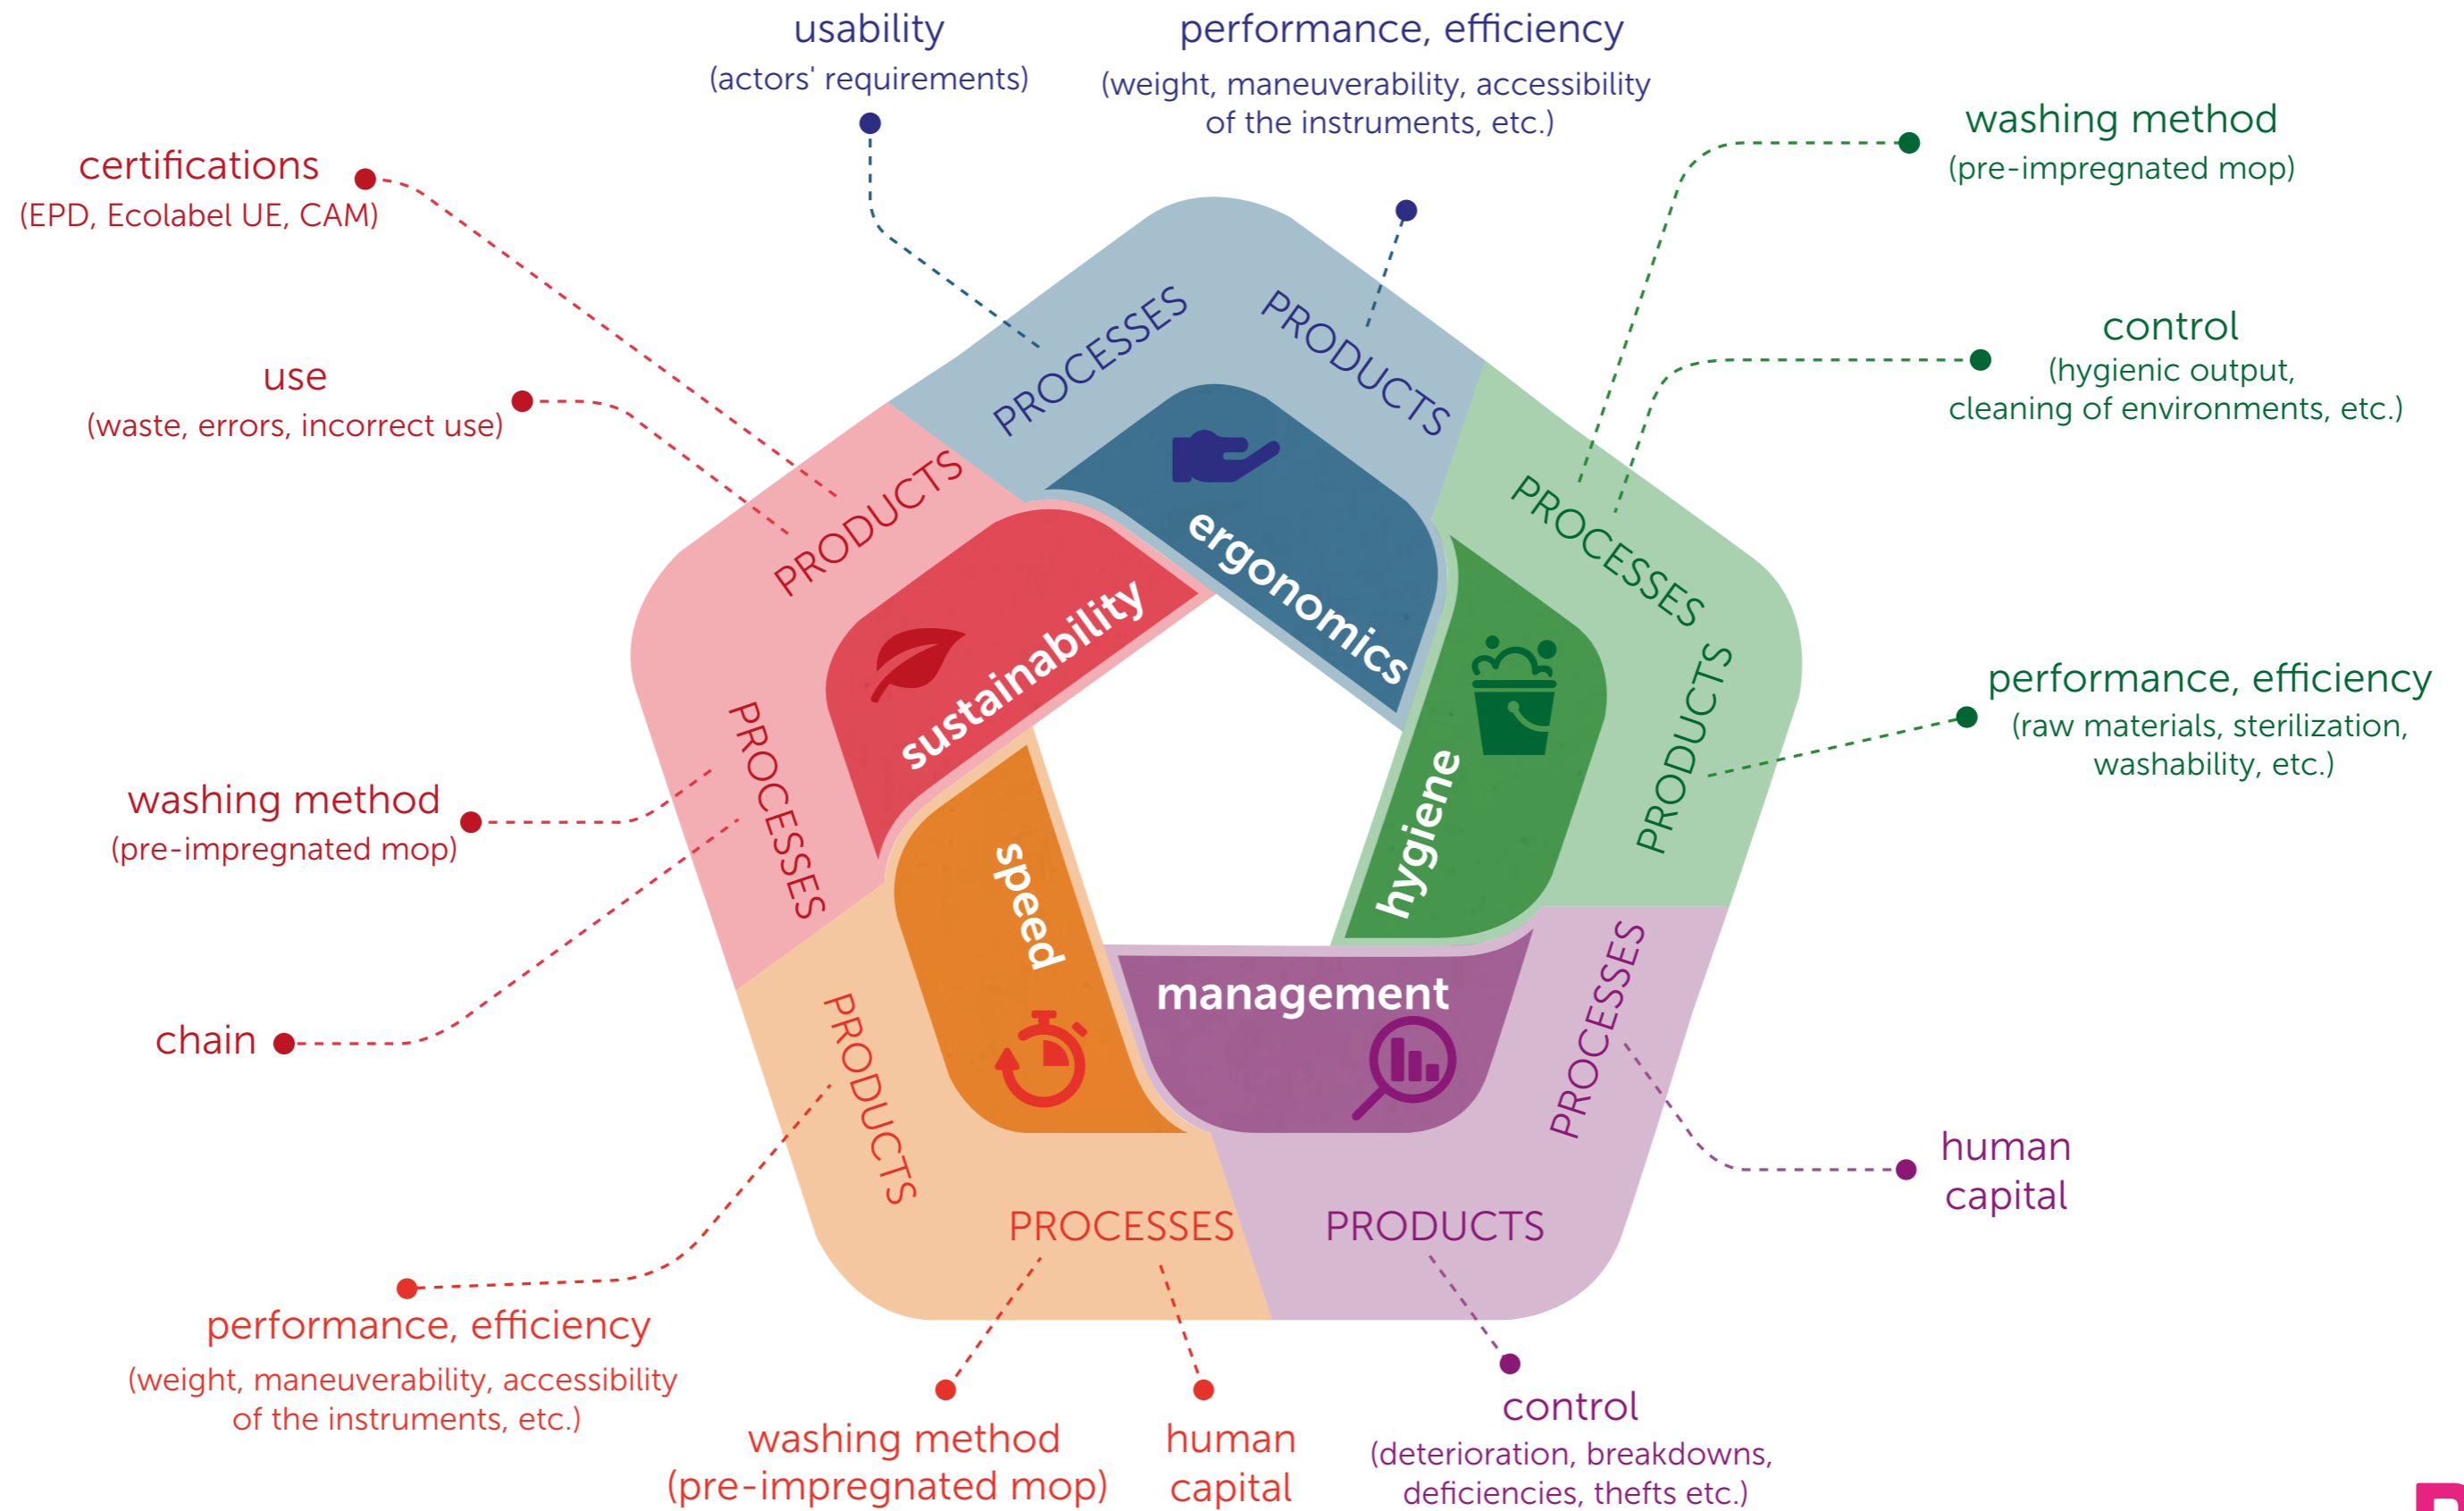 usability
(actors' requirements)
performance, efficiency
(weight, maneuverability, accessibility
of the instruments, etc.)
certifications
(EPD, Ecolabel UE, CAM)
use
(waste, errors, incorrect use)
washing method
(pre-impregnated mop)
control
(hygienic output,
cleaning of environments, etc.)
PROCESSES
PRODUCTS
ergonomics
PRODUCTS
PROCESSES
sustainability
PROCESSES
PRODUCTS
hygiene
performance, efficiency
(raw materials, sterilization,
washability, etc.)
washing method
(pre-impregnated mop)
chain
speed
PRODUCTS
PROCESSES
management
PROCESSES
PRODUCTS
human
capital
performance, efficiency
(weight, maneuverability, accessibility
of the instruments, etc.)
washing method
(pre-impregnated mop)
human
capital
control
(deterioration, breakdowns,
deficiencies, thefts etc.)